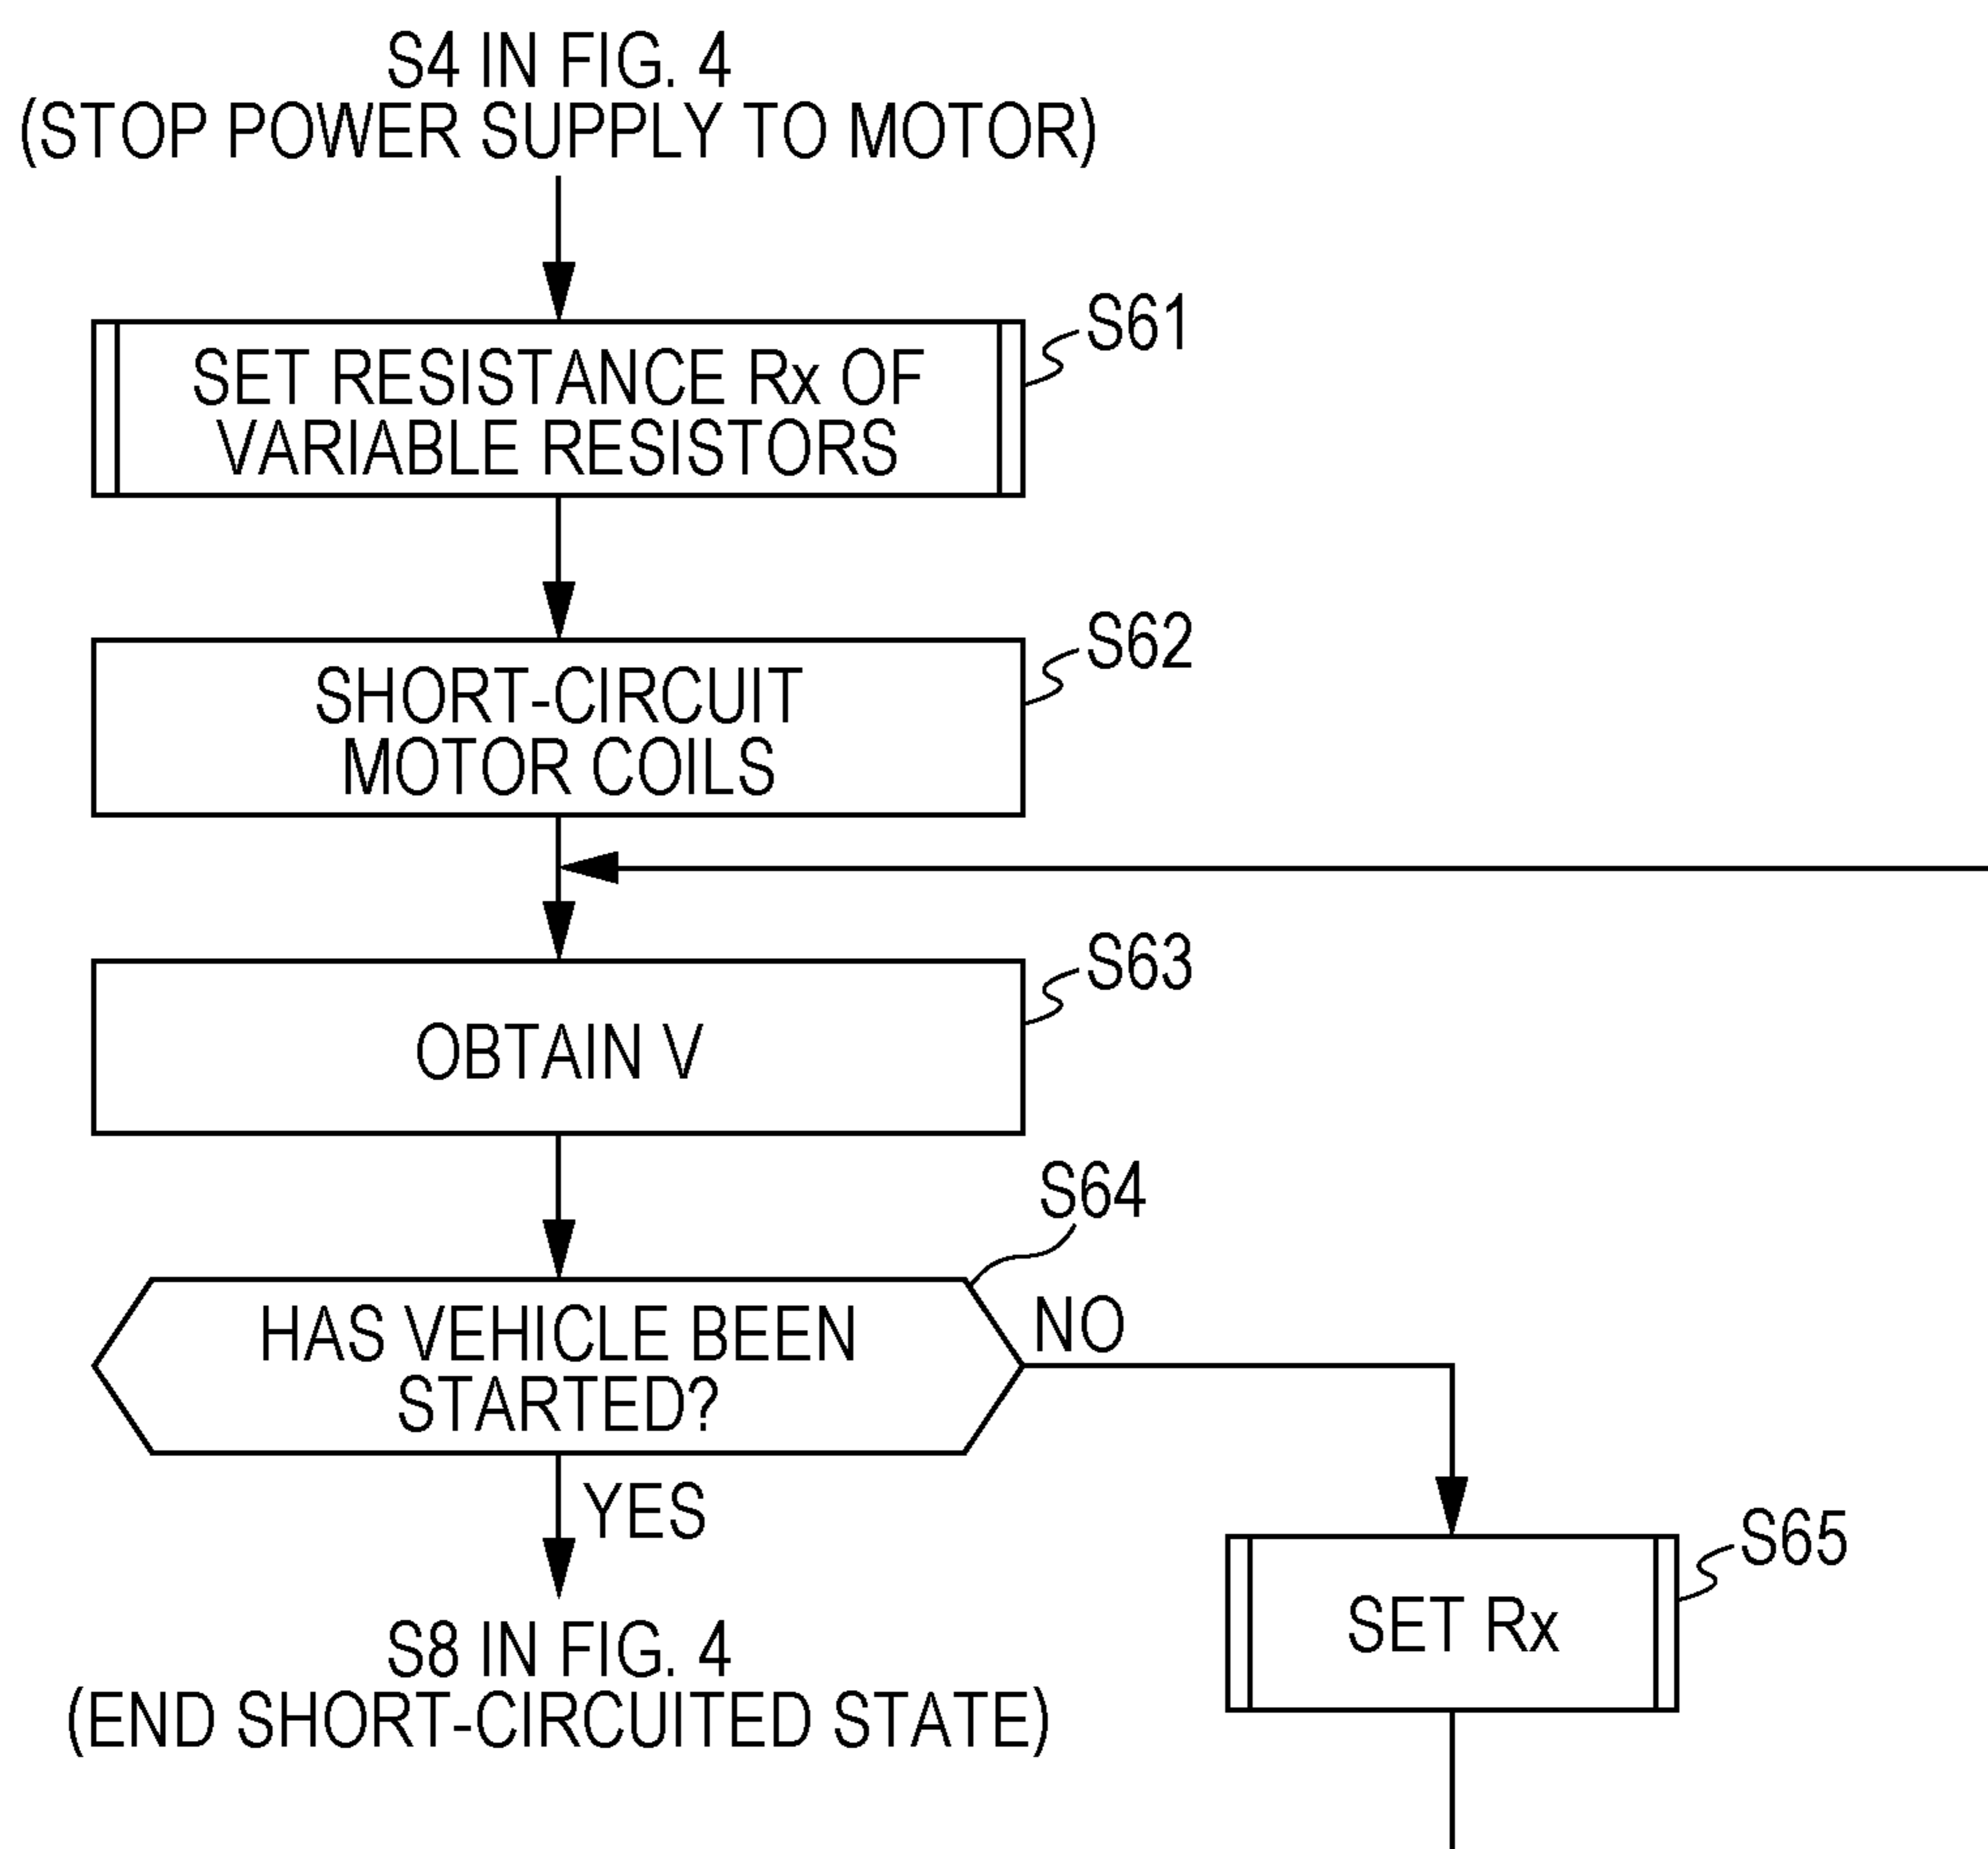 S4 IN FIG. 4
(STOP POWER SUPPLY TO MOTOR)
S61
SET RESISTANCE Rx OF
VARIABLE RESISTORS
S62
SHORT-CIRCUIT
MOTOR COILS
S63
OBTAIN V
S64
HAS VEHICLE BEEN
STARTED?
NO
YES
S65
SET Rx
S8 IN FIG. 4
(END SHORT-CIRCUITED STATE)